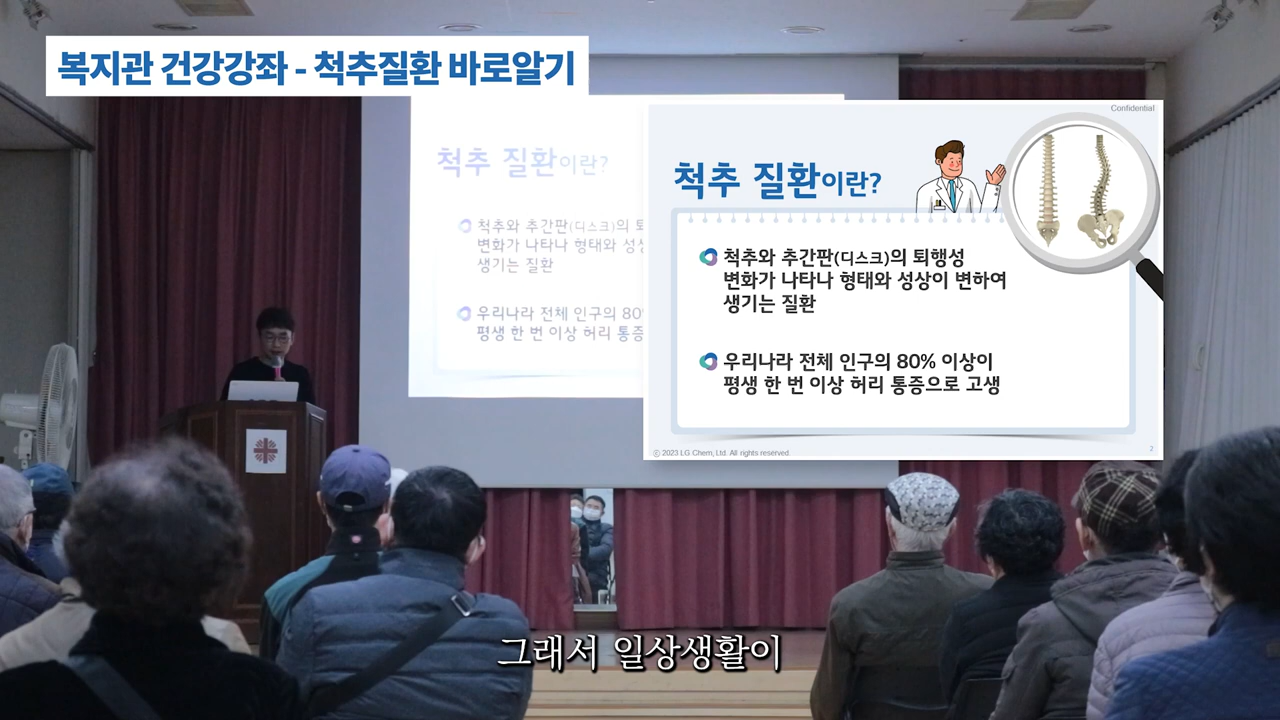 복지관 건강강좌 - 척추질환 바로알기
척추 질환이란?
척추와 추간판(디스크)의 퇴
변화가 나타나 형태와 성상
생기는 질환
우리나라 전체 인구의 80%
평생 한 번 이상 허리 통증
Confidential
척추 질환이란?
척추와 추간판(디스크)의 퇴행성
변화가 나타나 형태와 성상이 변하여
생기는 질환
우리나라 전체 인구의 80% 이상이
평생 한 번 이상 허리 통증으로 고생
ⓒ 2023 LG Chem, Ltd. All rights reserved.
2
그래서 일상생활이